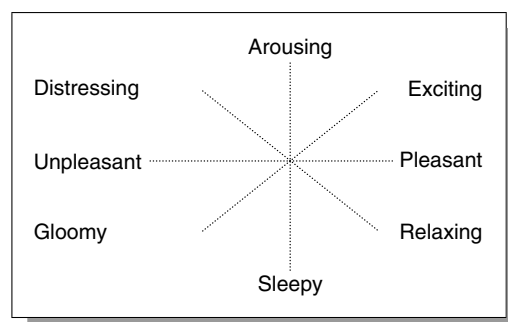 Arousing
Distressing
Exciting
Unpleasant
Pleasant
Gloomy
Relaxing
Sleepy